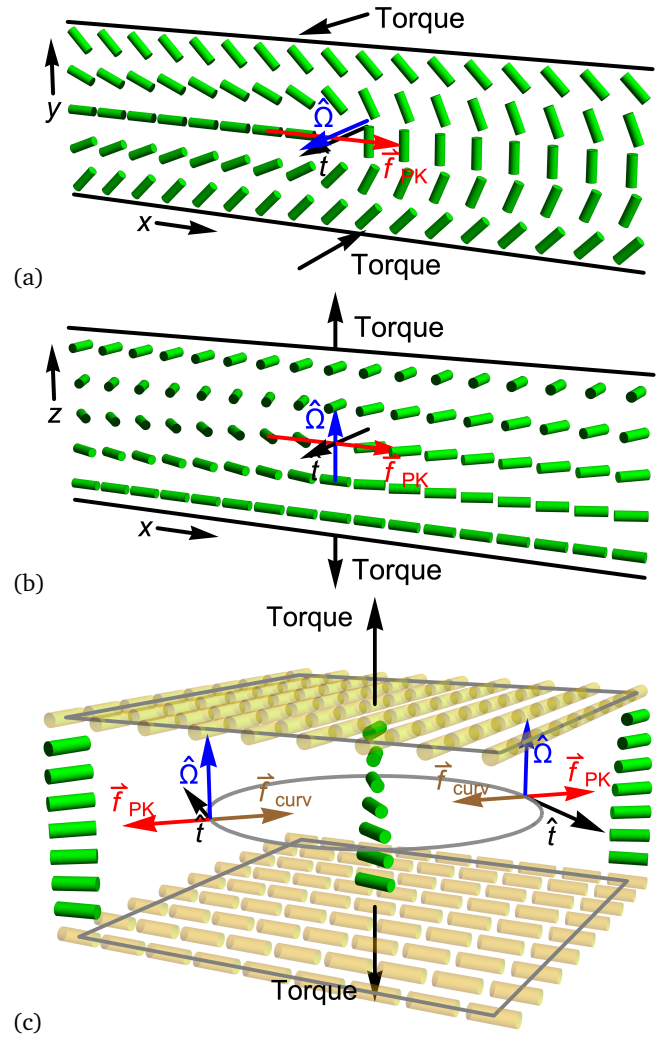 Torque
y
Ω̂
t̂
f⃗ PK
x
Torque
(a)
Torque
z
Ω̂
t̂
f⃗ PK
x
Torque
(b)
Torque
Ω̂ Ω̂
f⃗ PK f⃗ curv f⃗ curv f⃗ PK
t̂ t̂
Torque
(c)